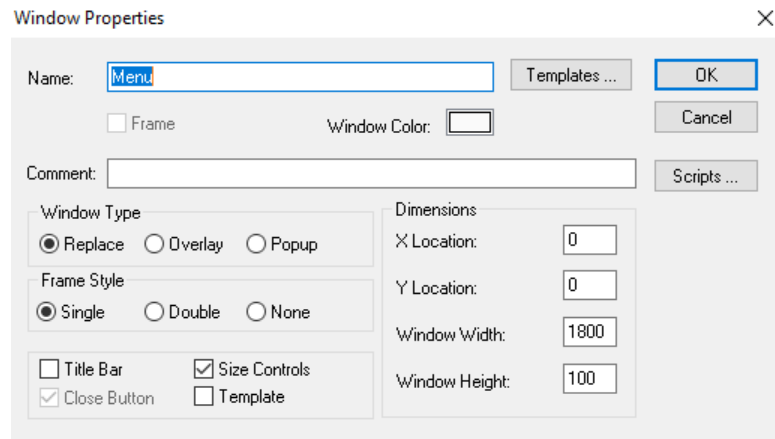 Window Properties
Name: Menu Templates ... OK
Frame Window Color: Cancel
Comment: Scripts ...
Window Type
Replace Overlay Popup
Frame Style
Single Double None
Title Bar Size Controls
Close Button Template
Dimensions
X Location: 0
Y Location: 0
Window Width: 1800
Window Height: 100